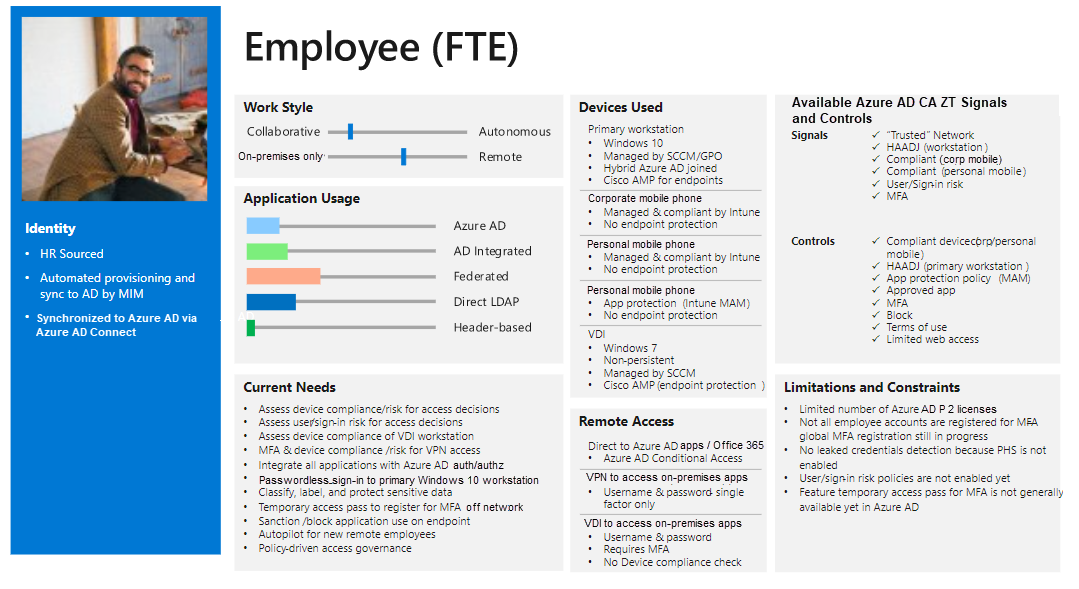 Employee (FTE)
Identity
• HR Sourced
• Automated provisioning and
sync to AD by MIM
• Synchronized to Azure AD via
Azure AD Connect
Work Style
Collaborative Autonomous
On-premises only Remote
Application Usage
Azure AD
AD Integrated
Federated
Direct LDAP
Header-based
Current Needs
• Assess device compliance/risk for access decisions
• Assess user/sign-in risk for access decisions
• Assess device compliance of VDI workstation
• MFA & device compliance /risk for VPN access
• Integrate all applications with Azure AD auth/authz
• Passwordless sign-in to primary Windows 10 workstation
• Classify, label, and protect sensitive data
• Temporary access pass to register for MFA off network
• Sanction /block application use on endpoint
• Autopilot for new remote employees
• Policy-driven access governance
Devices Used
Primary workstation
• Windows 10
• Managed by SCCM/GPO
• Hybrid Azure AD joined
• Cisco AMP for endpoints
Corporate mobile phone
• Managed & compliant by Intune
• No endpoint protection
Personal mobile phone
• Managed & compliant by Intune
• No endpoint protection
Personal mobile phone
• App protection (Intune MAM)
• No endpoint protection
VDI
• Windows 7
• Non-persistent
• Managed by SCCM
• Cisco AMP (endpoint protection )
Remote Access
Direct to Azure AD apps / Office 365
• Azure AD Conditional Access
VPN to access on-premises apps
• Username & password- single
factor only
VDI to access on-premises apps
• Username & password
• Requires MFA
• No Device compliance check
Available Azure AD CA ZT Signals
and Controls
Signals ✓ "Trusted" Network
✓ HAADJ (workstation )
✓ Compliant (corp mobile)
✓ Compliant (personal mobile)
✓ User/Sign-in risk
✓ MFA
Controls ✓ Compliant device(corp/personal
mobile)
✓ HAADJ (primary workstation )
✓ App protection policy (MAM)
✓ Approved app
✓ MFA
✓ Block
✓ Terms of use
✓ Limited web access
Limitations and Constraints
• Limited number of Azure AD P 2 licenses
• Not all employee accounts are registered for MFA-
global MFA registration still in progress
• No leaked credentials detection because PHS is not
enabled
• User/sign-in risk policies are not enabled yet
• Feature temporary access pass for MFA is not generally
available yet in Azure AD